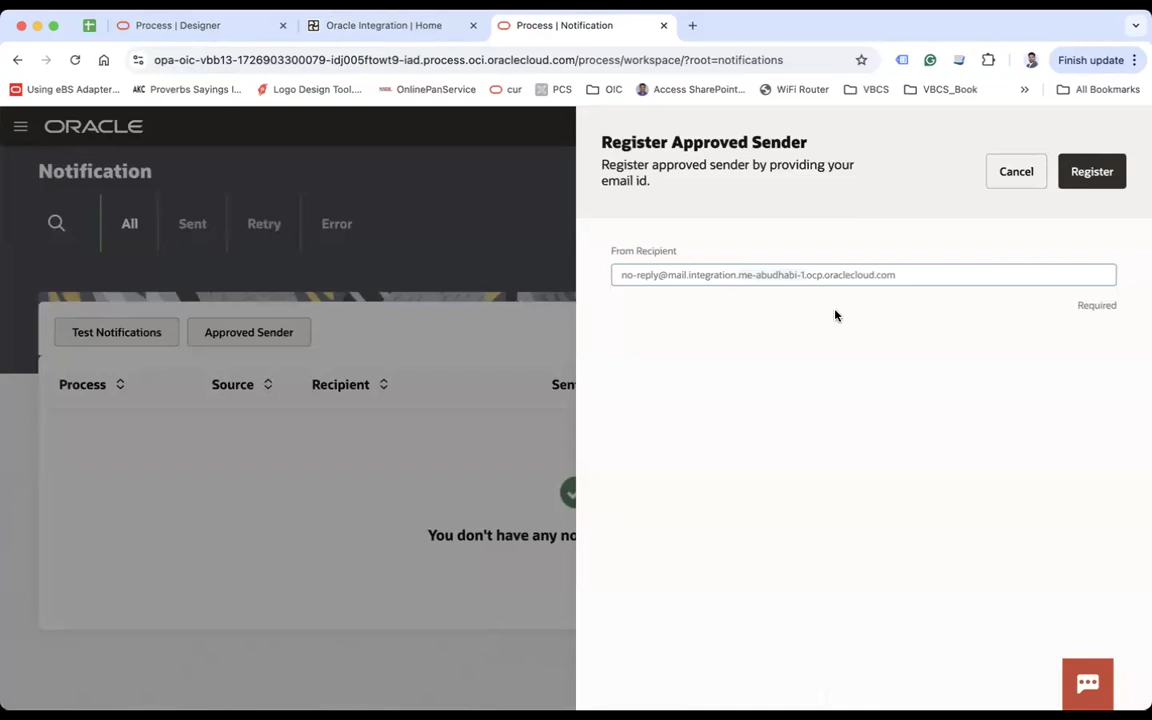 Process | Designer
Oracle Integration | Home
Process | Notification
opa-oic-vbb13-1726903300079-idj005ftowt9-iad.process.oci.oraclecloud.com/process/workspace/?root=notifications
Finish update
Using eBS Adapter...
AKC Proverbs Sayings I...
Logo Design Tool....
OnlinePanService
cur
PCS
OIC
Access SharePoint...
WiFi Router
VBCS
VBCS_Book
»
All Bookmarks
ORACLE
Notification
All
Sent
Retry
Error
Test Notifications
Approved Sender
Process
Source
Recipient
Sen
You don't have any no
Register Approved Sender
Register approved sender by providing your
email id.
Cancel
Register
From Recipient
no-reply@mail.integration.me-abudhabi-1.ocp.oraclecloud.com
Required